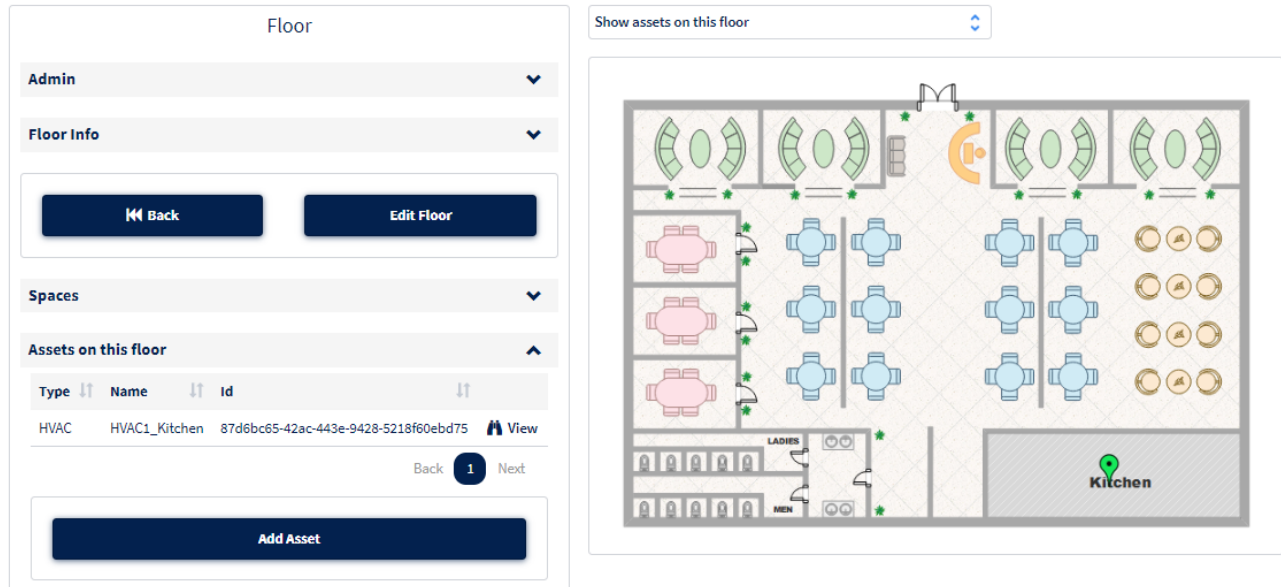 Floor
Admin
Floor Info
Back
Edit Floor
Spaces
Assets on this floor
Type Name Id
HVAC HVAC1_Kitchen 87d6bc65-42ac-443e-9428-5218f60ebd75 View
Back 1 Next
Add Asset
Show assets on this floor
LADIES
MEN
Kitchen